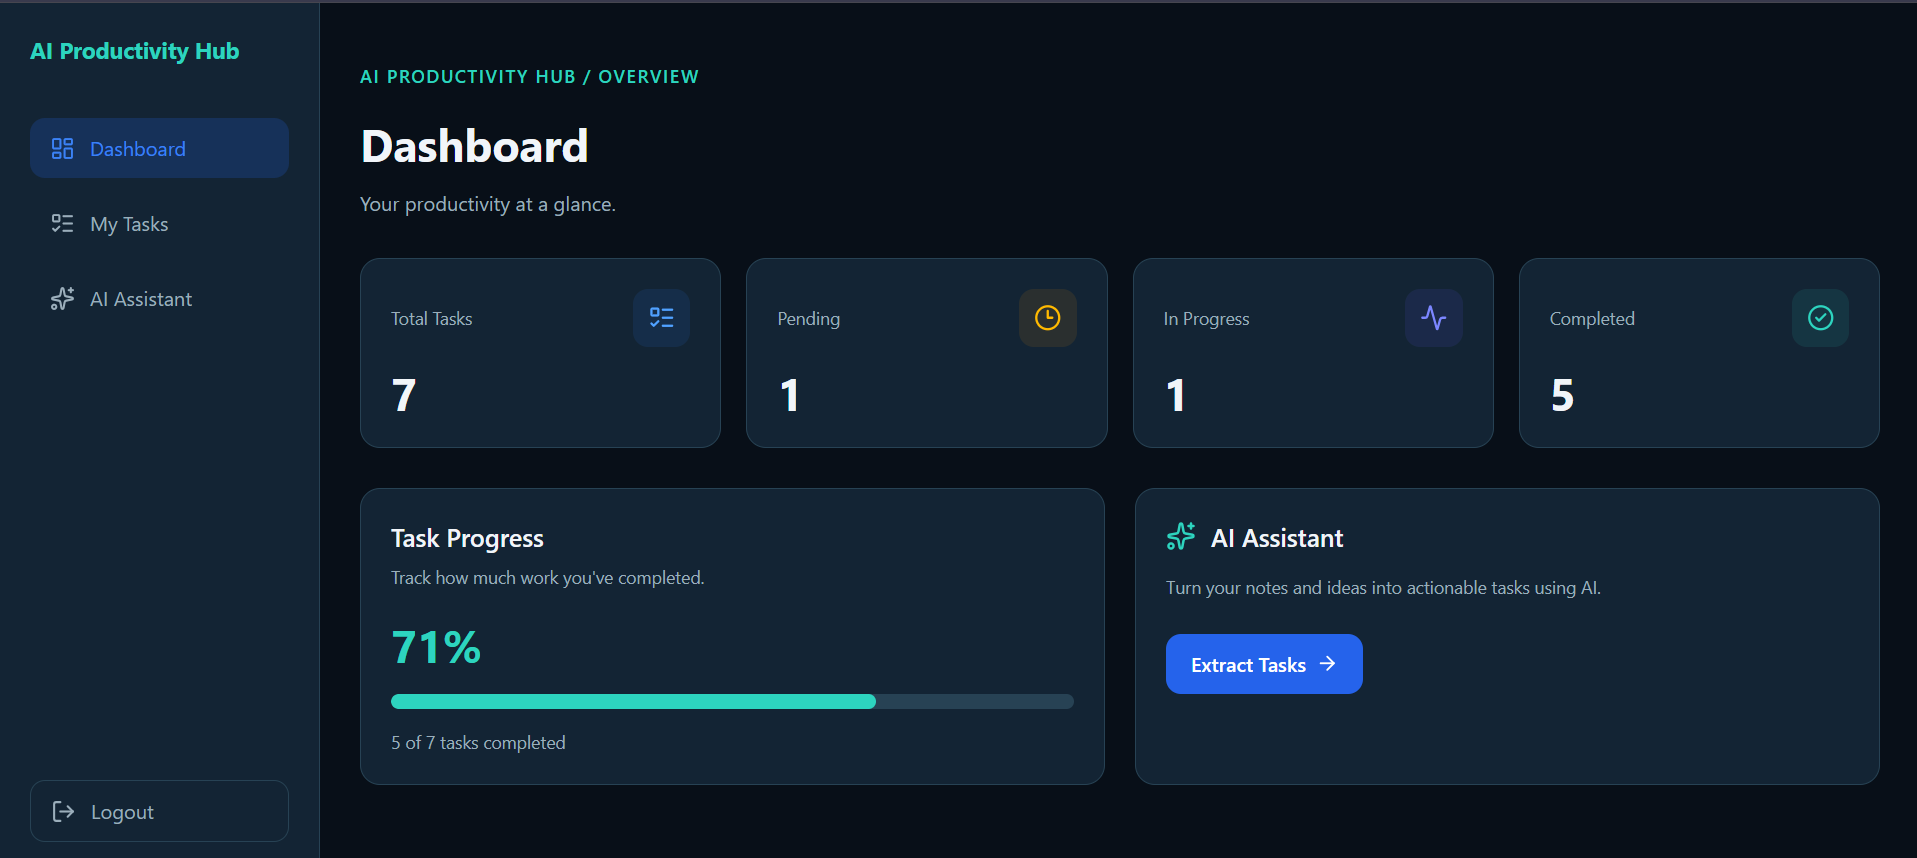 AI Productivity Hub
Dashboard
My Tasks
AI Assistant
Logout
AI PRODUCTIVITY HUB / OVERVIEW
Dashboard
Your productivity at a glance.
Total Tasks
7
Pending
1
In Progress
1
Completed
5
Task Progress
Track how much work you've completed.
71%
5 of 7 tasks completed
AI Assistant
Turn your notes and ideas into actionable tasks using AI.
Extract Tasks